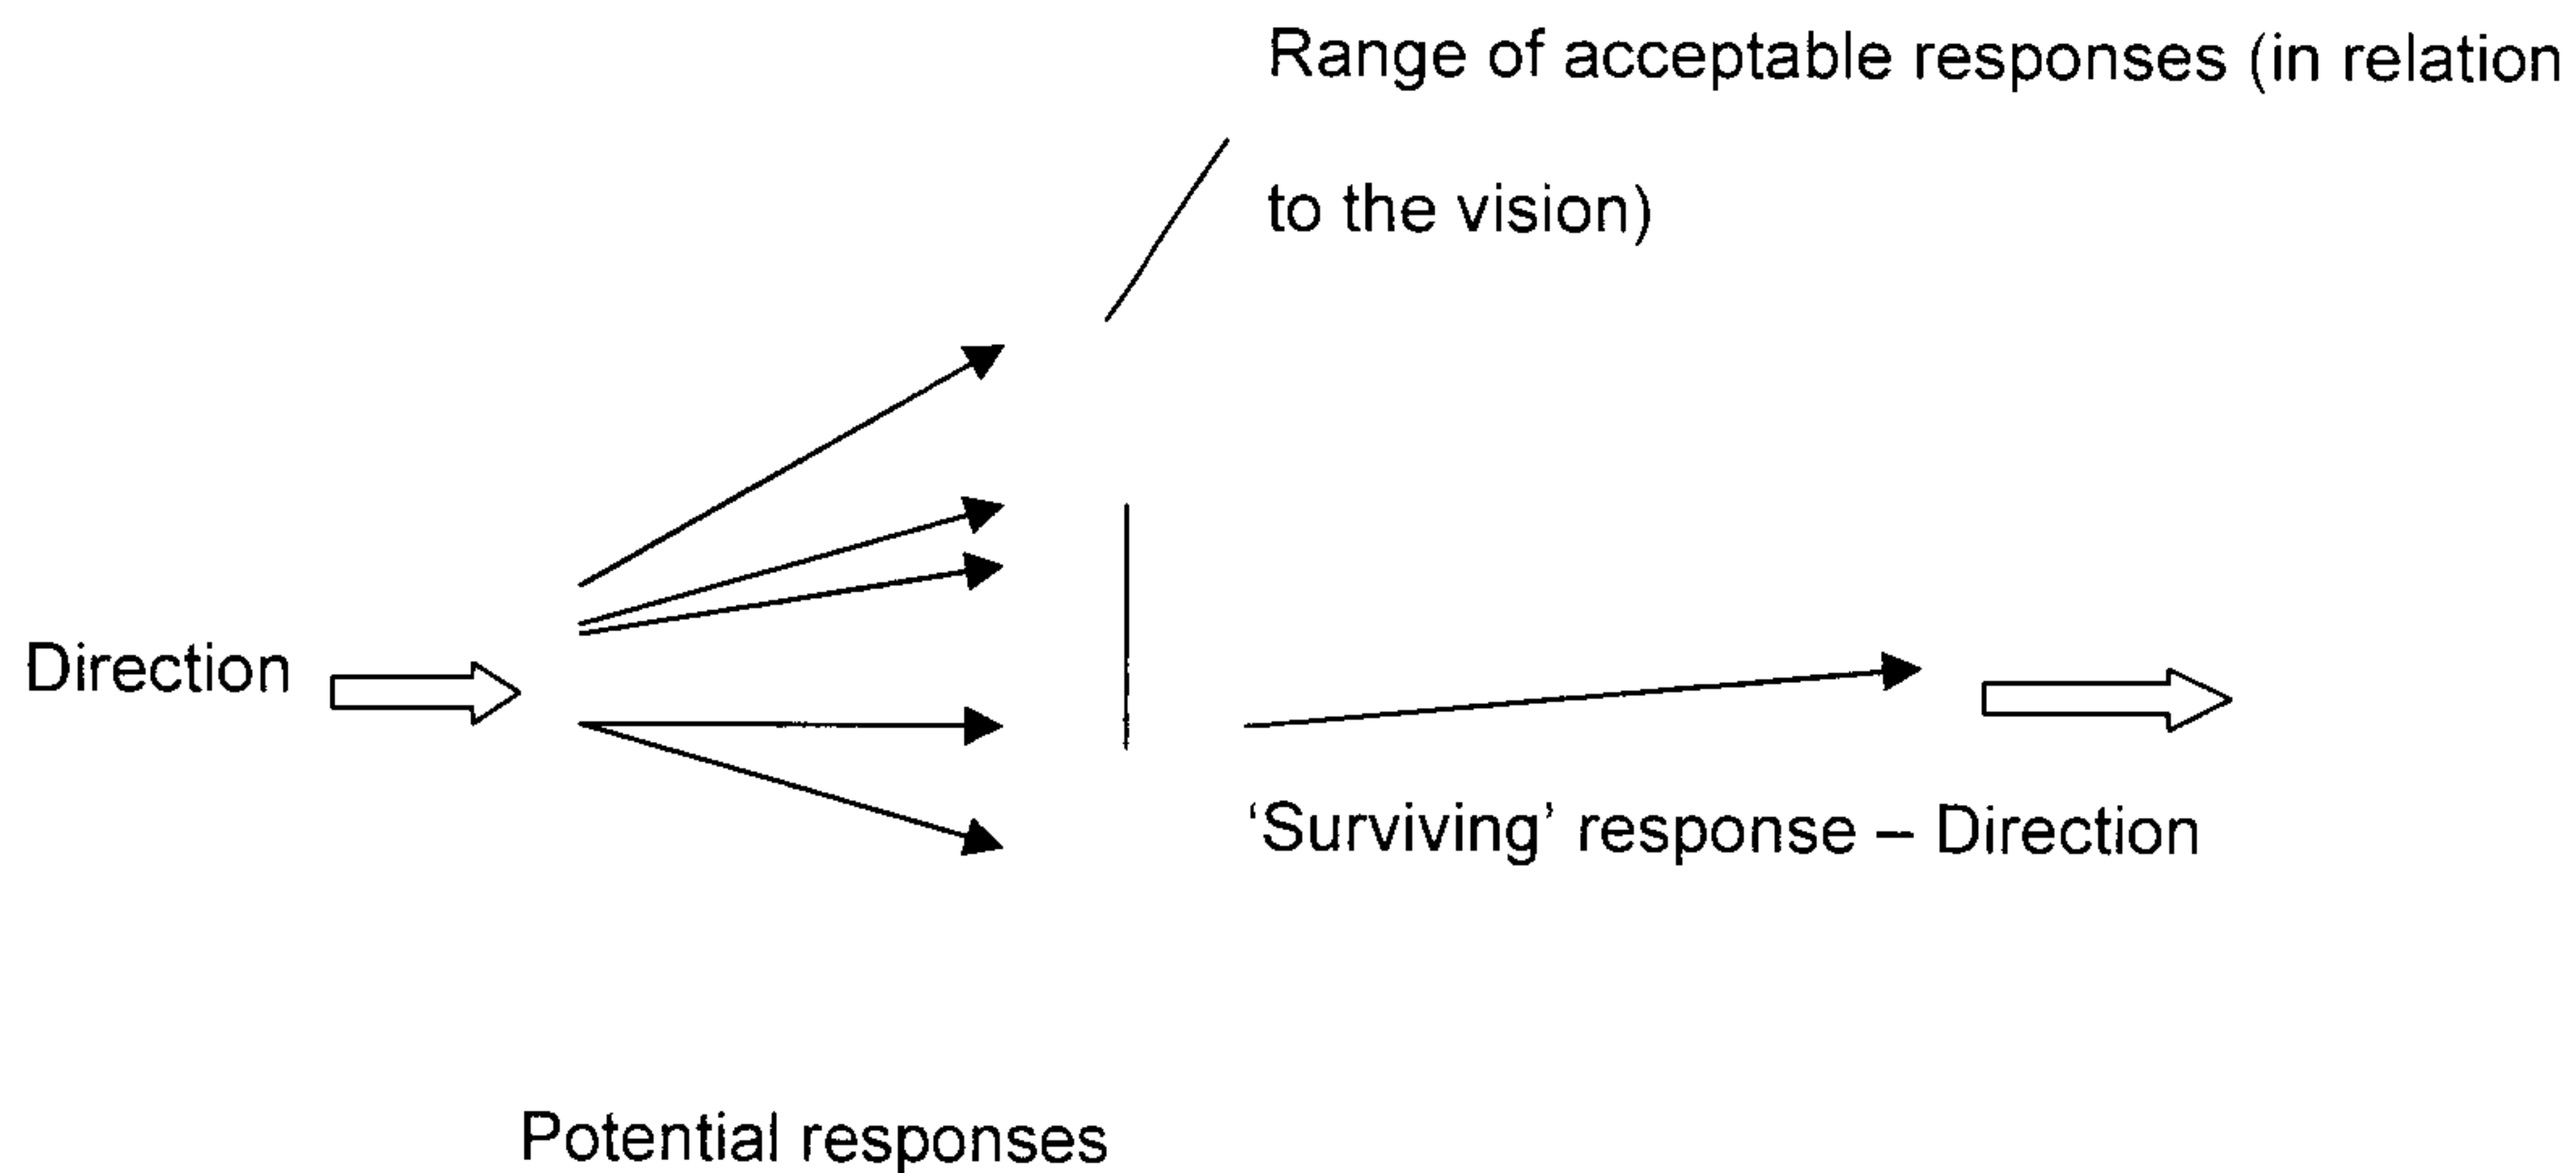 Range of acceptable responses (in relation
to the vision)
Direction
‘Surviving’ response – Direction
Potential responses